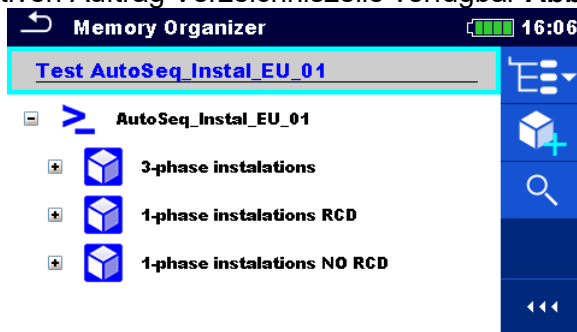 Memory Organizer 16:06
Test AutoSeq_Instal_EU_01
AutoSeq_Instal_EU_01
3-phase instalations
1-phase instalations RCD
1-phase instalations NO RCD